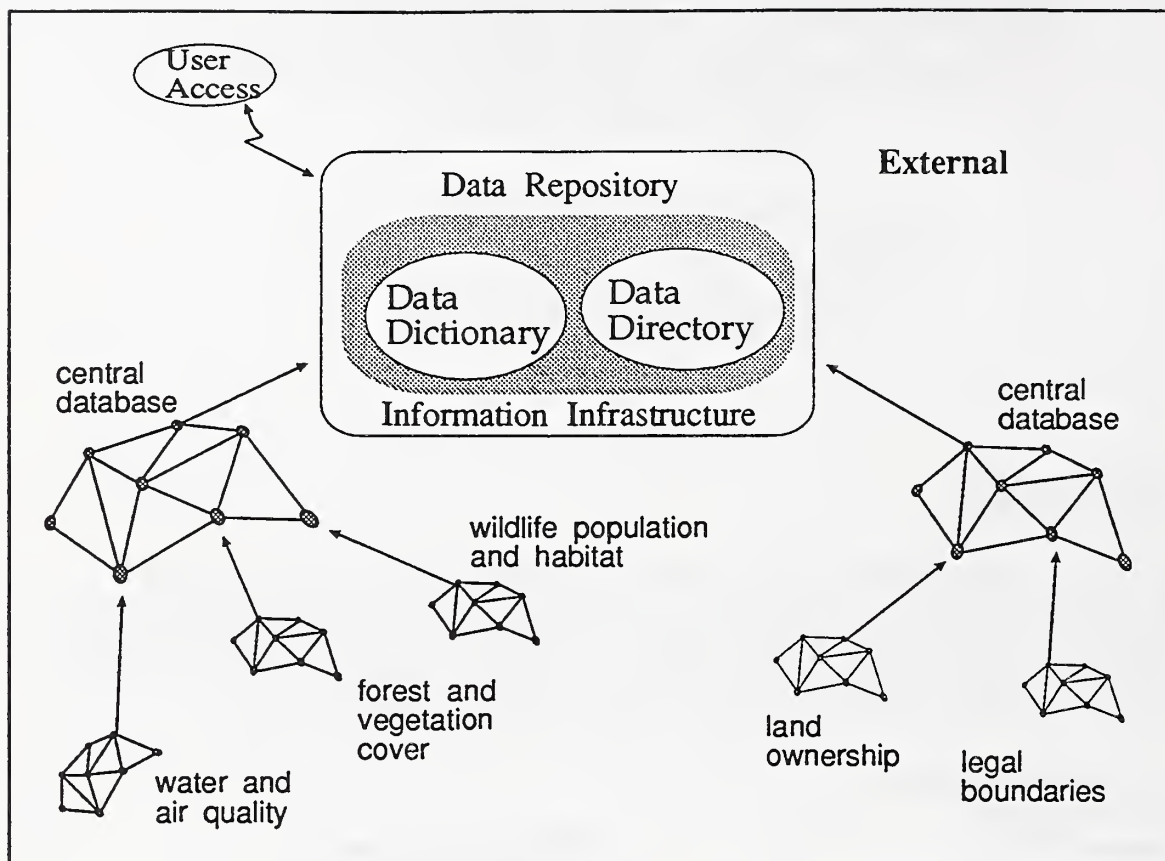 User
Access
External
Data Repository
Data
Dictionary
Data
Directory
Information Infrastructure
central
database
central
database
wildlife population
and habitat
forest and
vegetation
cover
water and
air quality
land
ownership
legal
boundaries